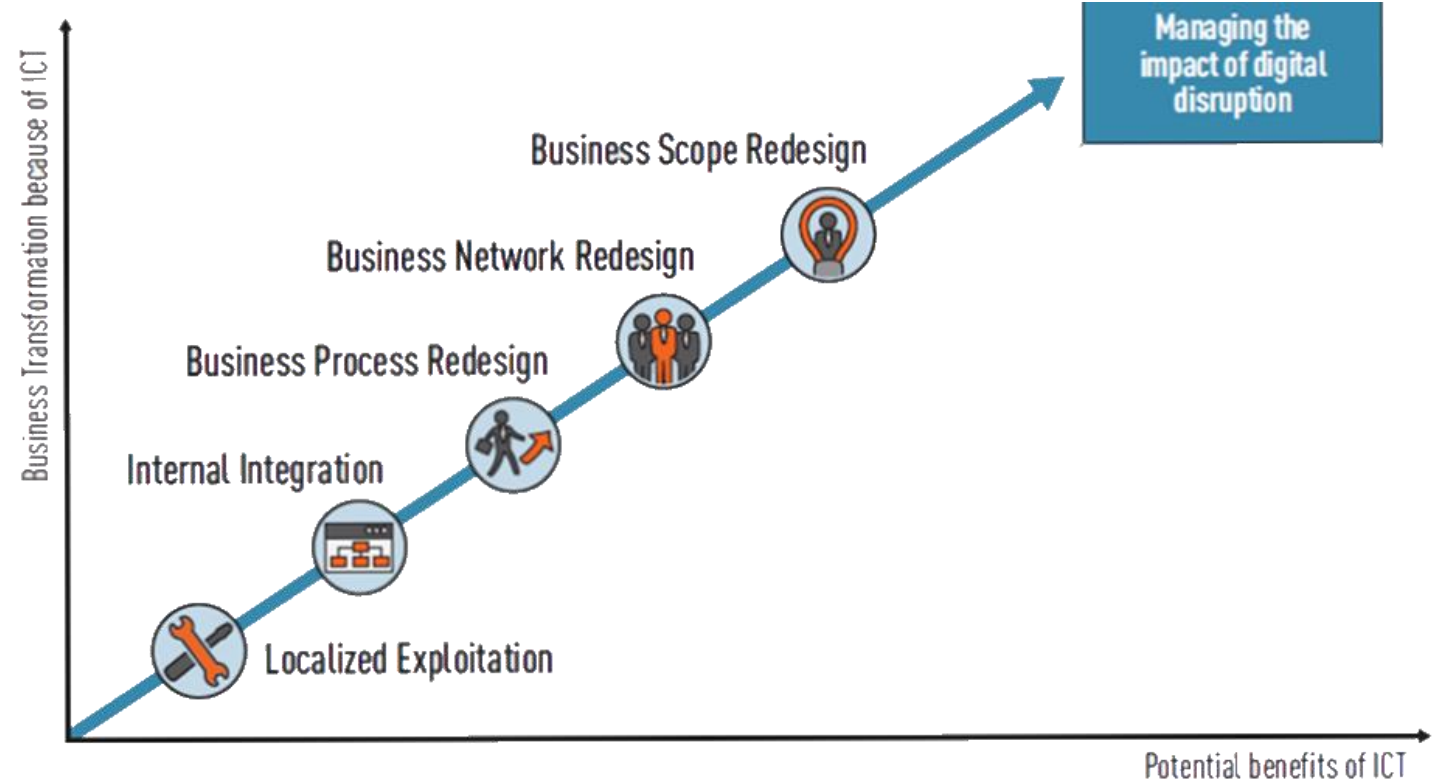 Managing the
impact of digital
disruption
Business Scope Redesign
Business Network Redesign
Business Process Redesign
Internal Integration
Localized Exploitation
Business Transformation because of ICT
Potential benefits of ICT